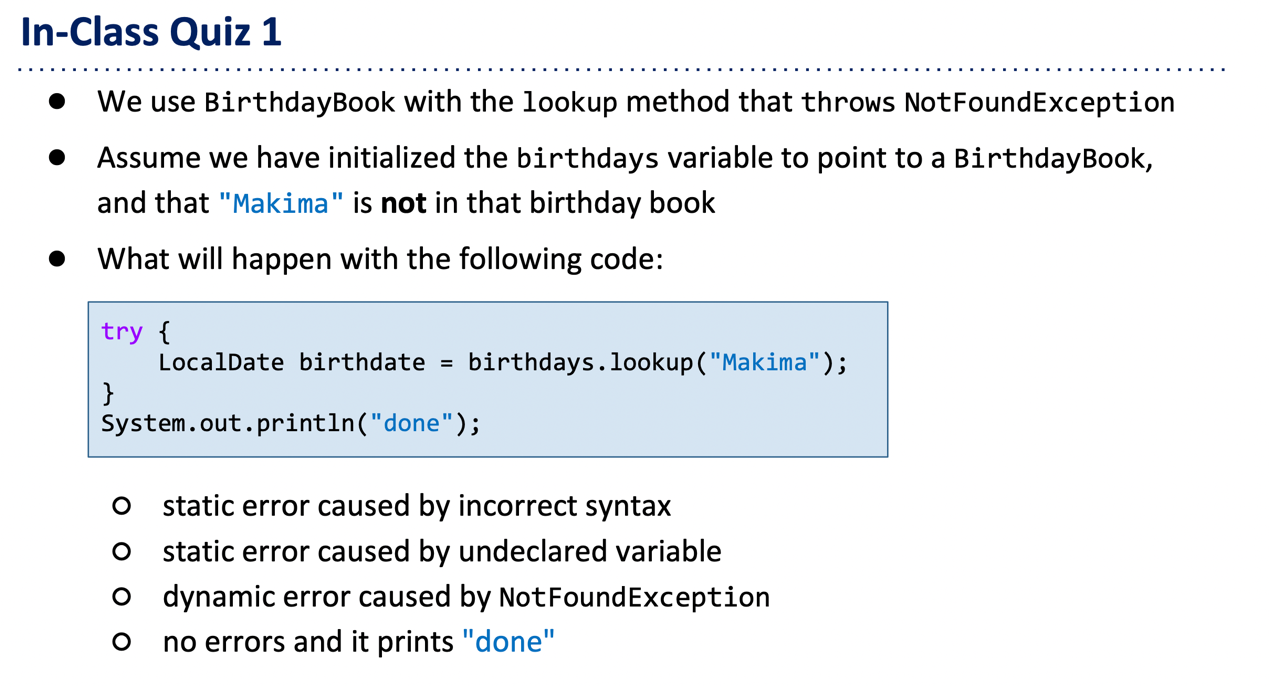 In-Class Quiz 1
● We use BirthdayBook with the lookup method that throws NotFoundException
● Assume we have initialized the birthdays variable to point to a BirthdayBook,
and that "Makima" is not in that birthday book
● What will happen with the following code:
try {
    LocalDate birthdate = birthdays.lookup("Makima");
}
System.out.println("done");
○ static error caused by incorrect syntax
○ static error caused by undeclared variable
○ dynamic error caused by NotFoundException
○ no errors and it prints "done"